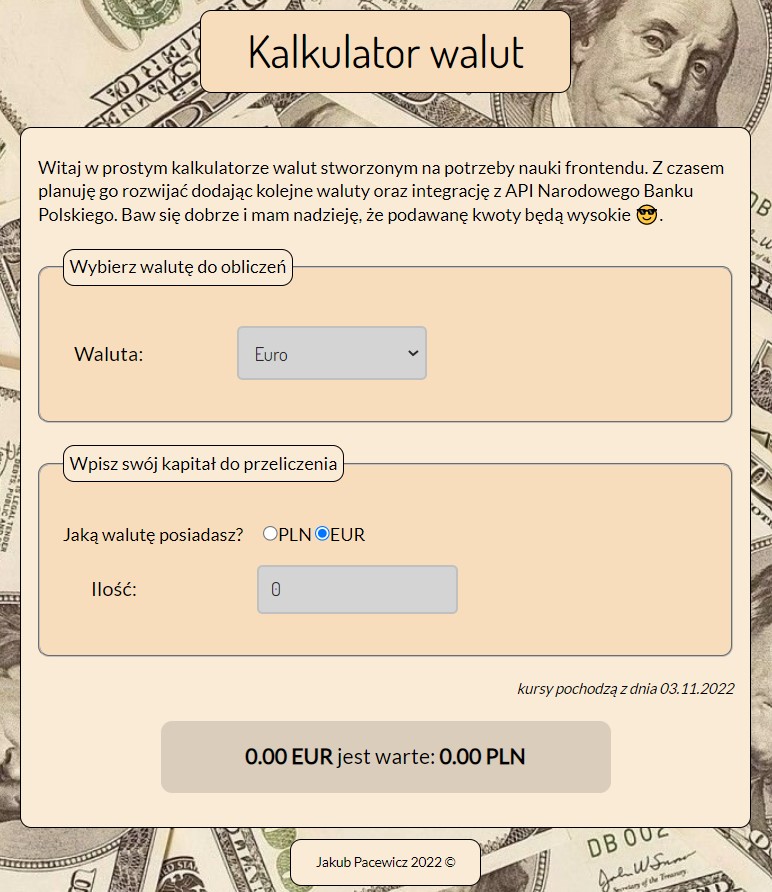 Kalkulator walut
Witaj w prostym kalkulatorze walut stworzonym na potrzeby nauki frontendu. Z czasem
planuję go rozwijać dodając kolejne waluty oraz integrację z API Narodowego Banku
Polskiego. Baw się dobrze i mam nadzieję, że podawanę kwoty będą wysokie 😎.
Wybierz walutę do obliczeń
Waluta: Euro
Wpisz swój kapitał do przeliczenia
Jaką walutę posiadasz? PLN EUR
Ilość: 0
kursy pochodzą z dnia 03.11.2022
0.00 EUR jest warte: 0.00 PLN
DB 002
Jakub Pacewicz 2022 ©